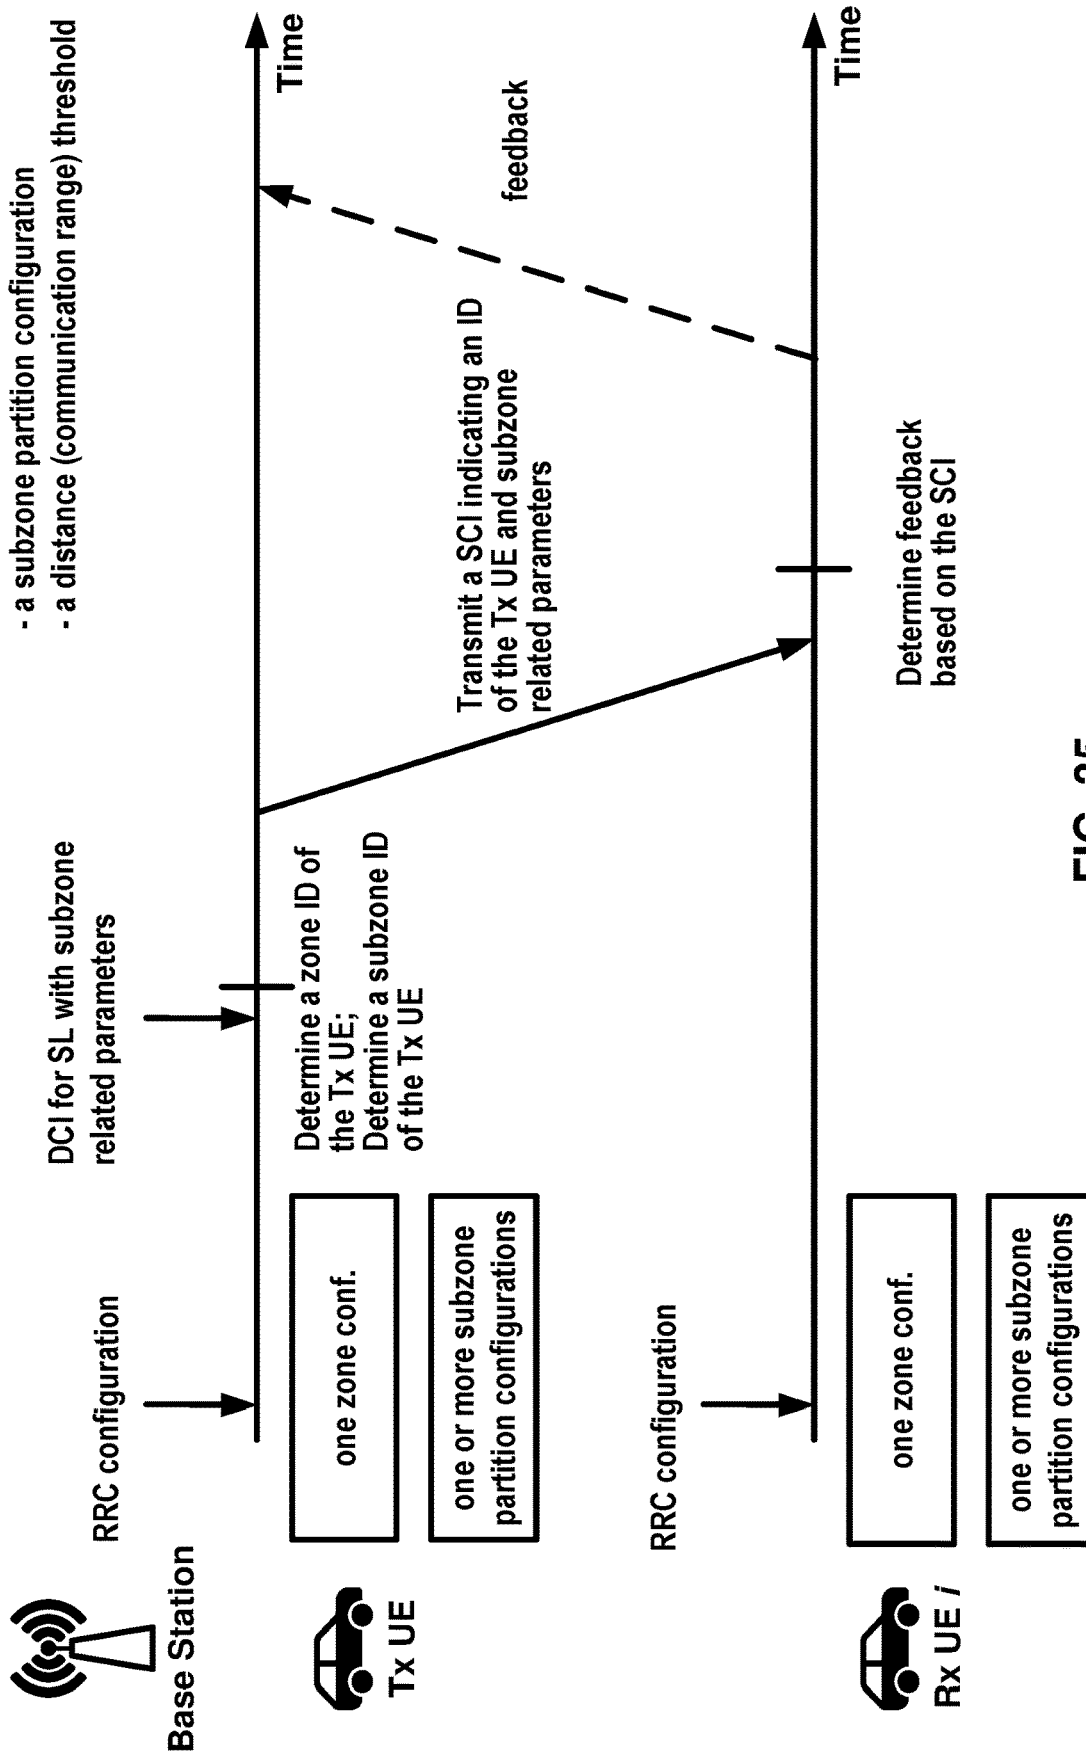 - a subzone partition configuration
- a distance (communication range) threshold
DCI for SL with subzone
related parameters
RRC configuration
Base Station
Time
Tx UE
one zone conf.
one or more subzone
partition configurations
Determine a zone ID of
the Tx UE;
Determine a subzone ID
of the Tx UE
Transmit a SCI indicating an ID
of the Tx UE and subzone
related parameters
feedback
RRC configuration
Time
Rx UE i
one zone conf.
one or more subzone
partition configurations
Determine feedback
based on the SCI
FIG.